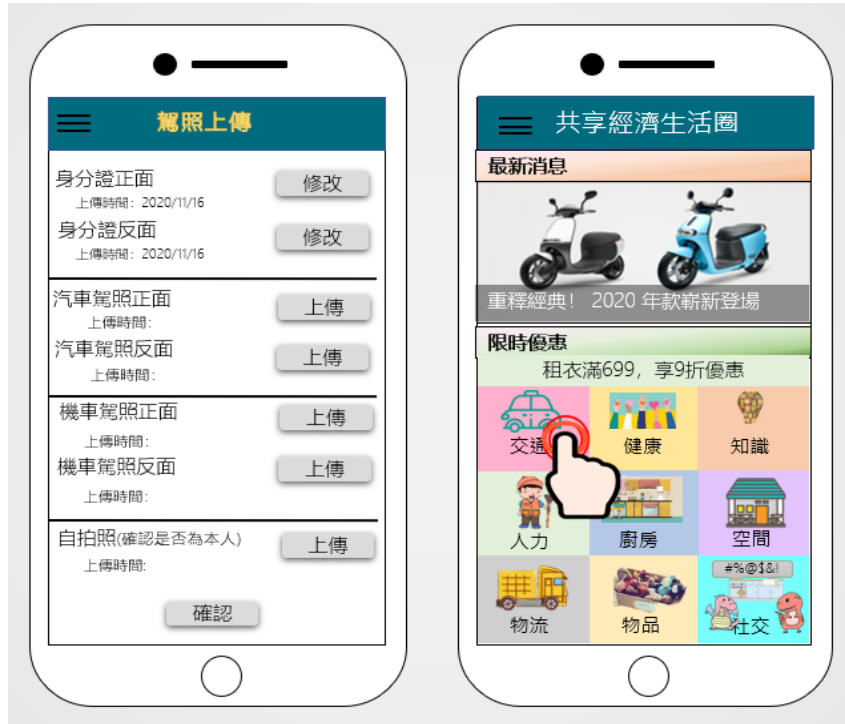 駕照上傳
身分證正面
修改
上傳時間: 2020/11/16
身分證反面
修改
上傳時間: 2020/11/16
汽車駕照正面
上傳
上傳時間:
汽車駕照反面
上傳
上傳時間:
機車駕照正面
上傳
上傳時間:
機車駕照反面
上傳
上傳時間:
自拍照(確認是否為本人)
上傳
上傳時間:
確認
共享經濟生活圈
最新消息
重釋經典! 2020 年款嶄新登場
限時優惠
租衣滿699，享9折優惠
交通
健康
知識
人力
廚房
空間
#%@$&!
物流
物品
社交